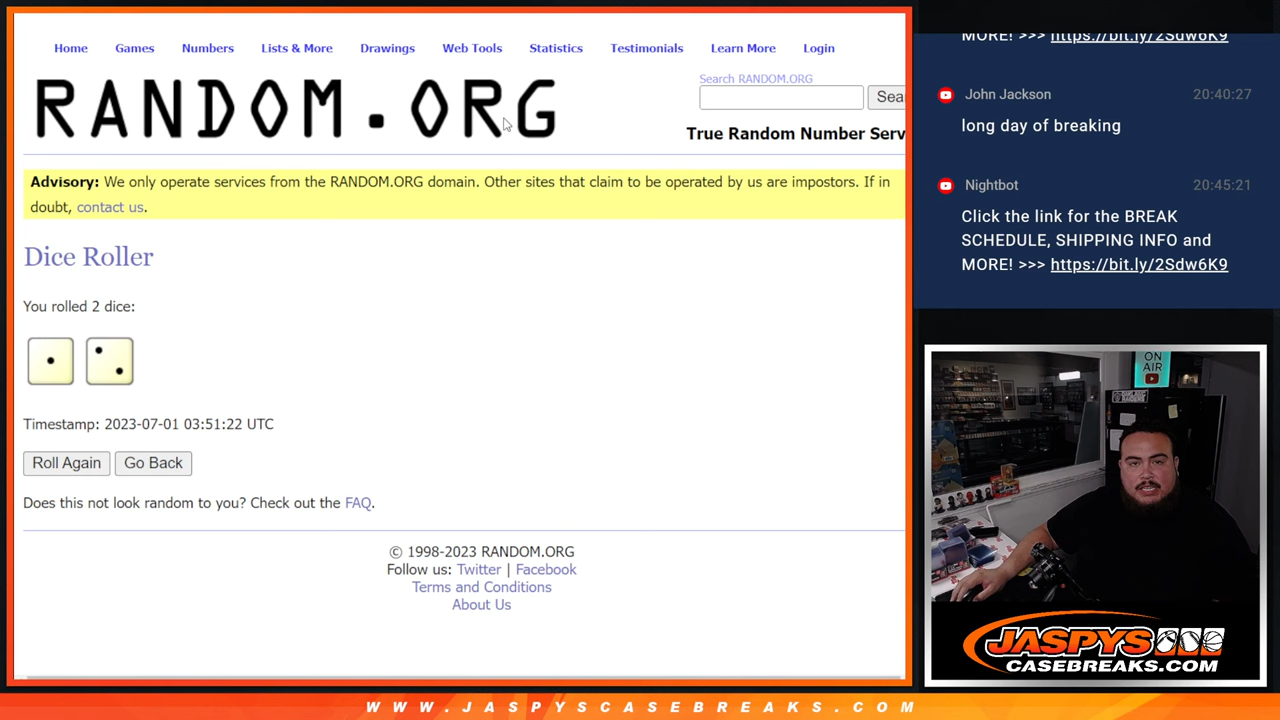 Home Games Numbers Lists & More Drawings Web Tools Statistics Testimonials Learn More Login
RANDOM.ORG
Search RANDOM.ORG
Sea
True Random Number Serv
Advisory: We only operate services from the RANDOM.ORG domain. Other sites that claim to be operated by us are impostors. If in
doubt, contact us.
Dice Roller
You rolled 2 dice:
Timestamp: 2023-07-01 03:51:22 UTC
Roll Again Go Back
Does this not look random to you? Check out the FAQ.
© 1998-2023 RANDOM.ORG
Follow us: Twitter | Facebook
Terms and Conditions
About Us
MORE! >>> https://bit.ly/2Sdw6K9
John Jackson 20:40:27
long day of breaking
Nightbot 20:45:21
Click the link for the BREAK
SCHEDULE, SHIPPING INFO and
MORE! >>> https://bit.ly/2Sdw6K9
ON
AIR
JASPYS
CASEBREAKS.COM
WWW.JASPYSCASEBREAKS.COM